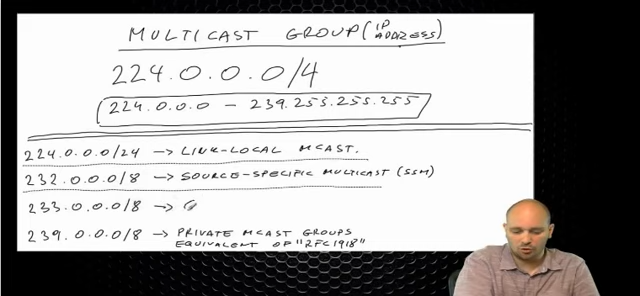 MULTICAST GROUP (IP ADDRESS)
224.0.0.0/4
224.0.0.0 - 239.255.255.255
224.0.0.0/24 → LINK-LOCAL MCAST.
232.0.0.0/8 → SOURCE-SPECIFIC MULTICAST (SSM)
233.0.0.0/8 →
239.0.0.0/8 → PRIVATE MCAST GROUPS
EQUIVALENT OF "RFC1918"